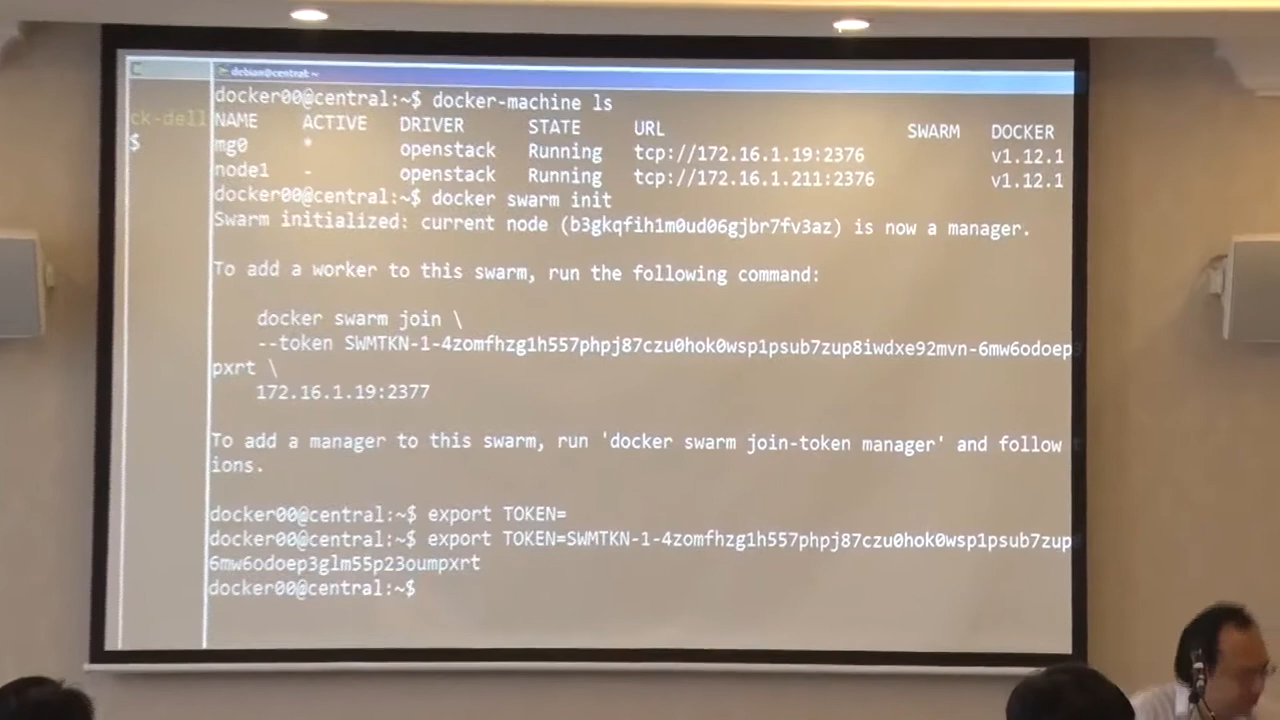 debian@central: ~
docker00@central:~$ docker-machine ls
ck-dell
NAME ACTIVE DRIVER STATE URL SWARM DOCKER
$
mg0 * openstack Running tcp://172.16.1.19:2376 v1.12.1
node1 - openstack Running tcp://172.16.1.211:2376 v1.12.1
docker00@central:~$ docker swarm init
Swarm initialized: current node (b3gkqfih1m0ud06gjbr7fv3az) is now a manager.
To add a worker to this swarm, run the following command:
docker swarm join \
--token SWMTKN-1-4zomfhzg1h557phpj87czu0hok0wsp1psub7zup8iwdxe92mvn-6mw6odoep3
pxrt \
172.16.1.19:2377
To add a manager to this swarm, run 'docker swarm join-token manager' and follow
ions.
docker00@central:~$ export TOKEN=
docker00@central:~$ export TOKEN=SWMTKN-1-4zomfhzg1h557phpj87czu0hok0wsp1psub7zup
6mw6odoep3glm55p23oumpxrt
docker00@central:~$